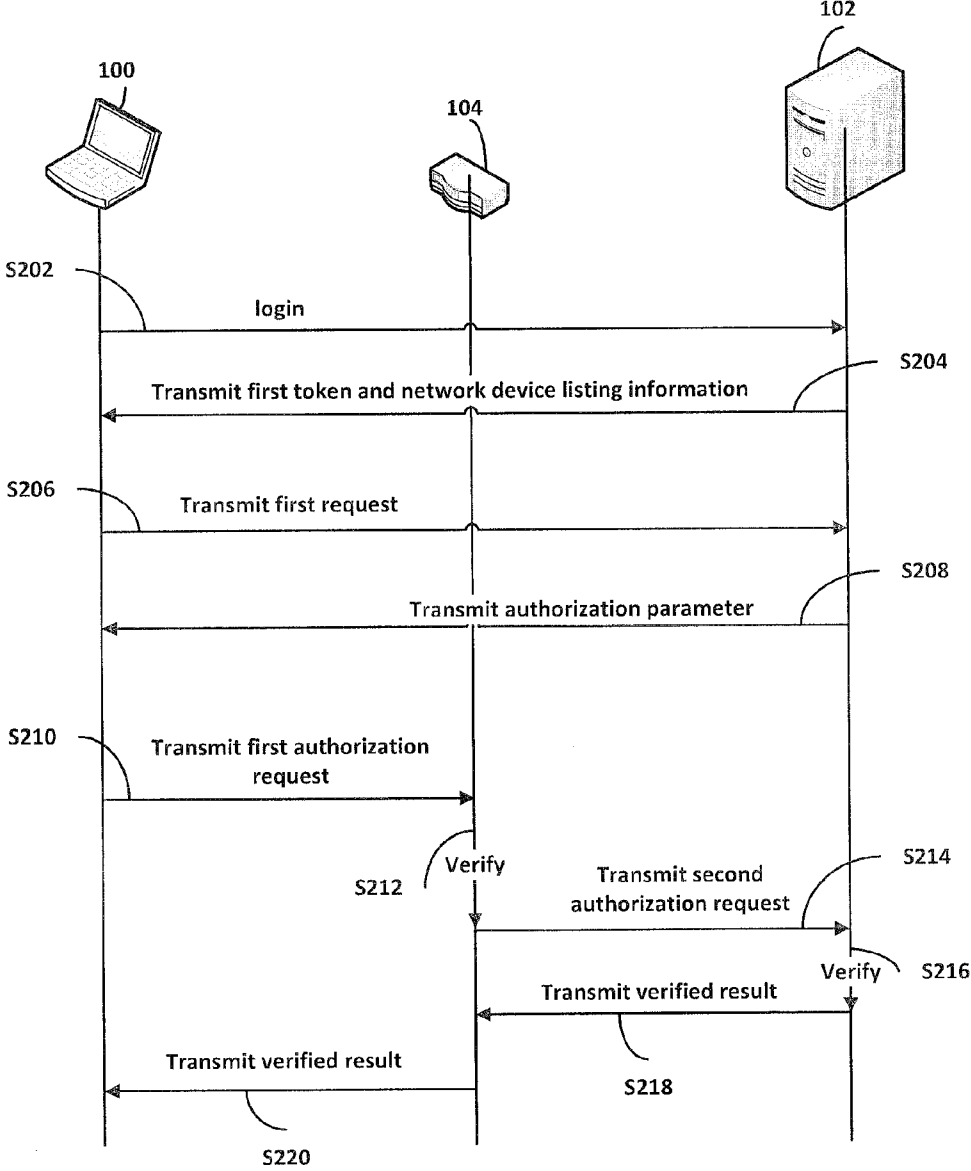 102
100
104
S202
login
S204
Transmit first token and network device listing information
S206
Transmit first request
S208
Transmit authorization parameter
S210
Transmit first authorization
request
S212
Verify
S214
Transmit second
authorization request
Verify
S216
Transmit verified result
S218
Transmit verified result
S220